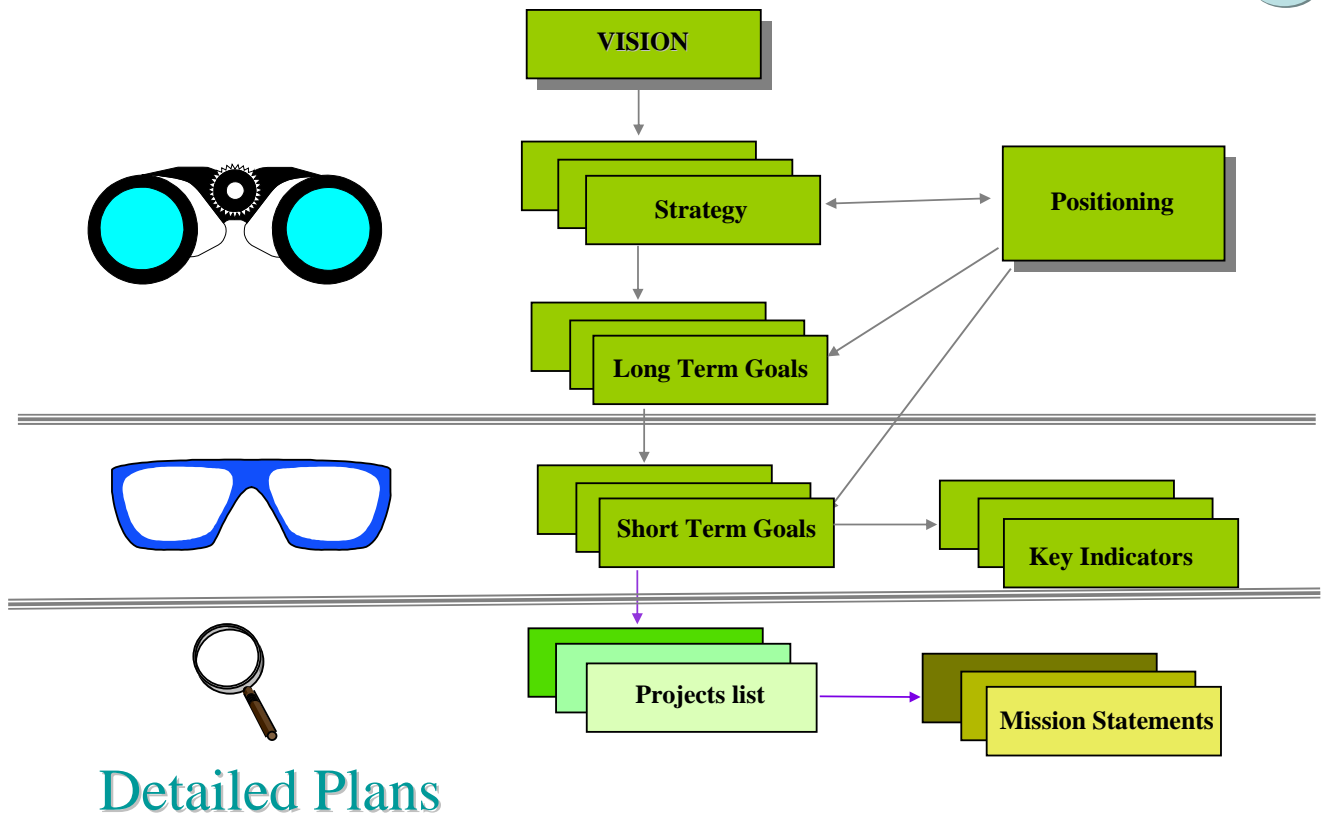 VISION
Strategy
Positioning
Long Term Goals
Short Term Goals
Key Indicators
Projects list
Mission Statements
Detailed Plans